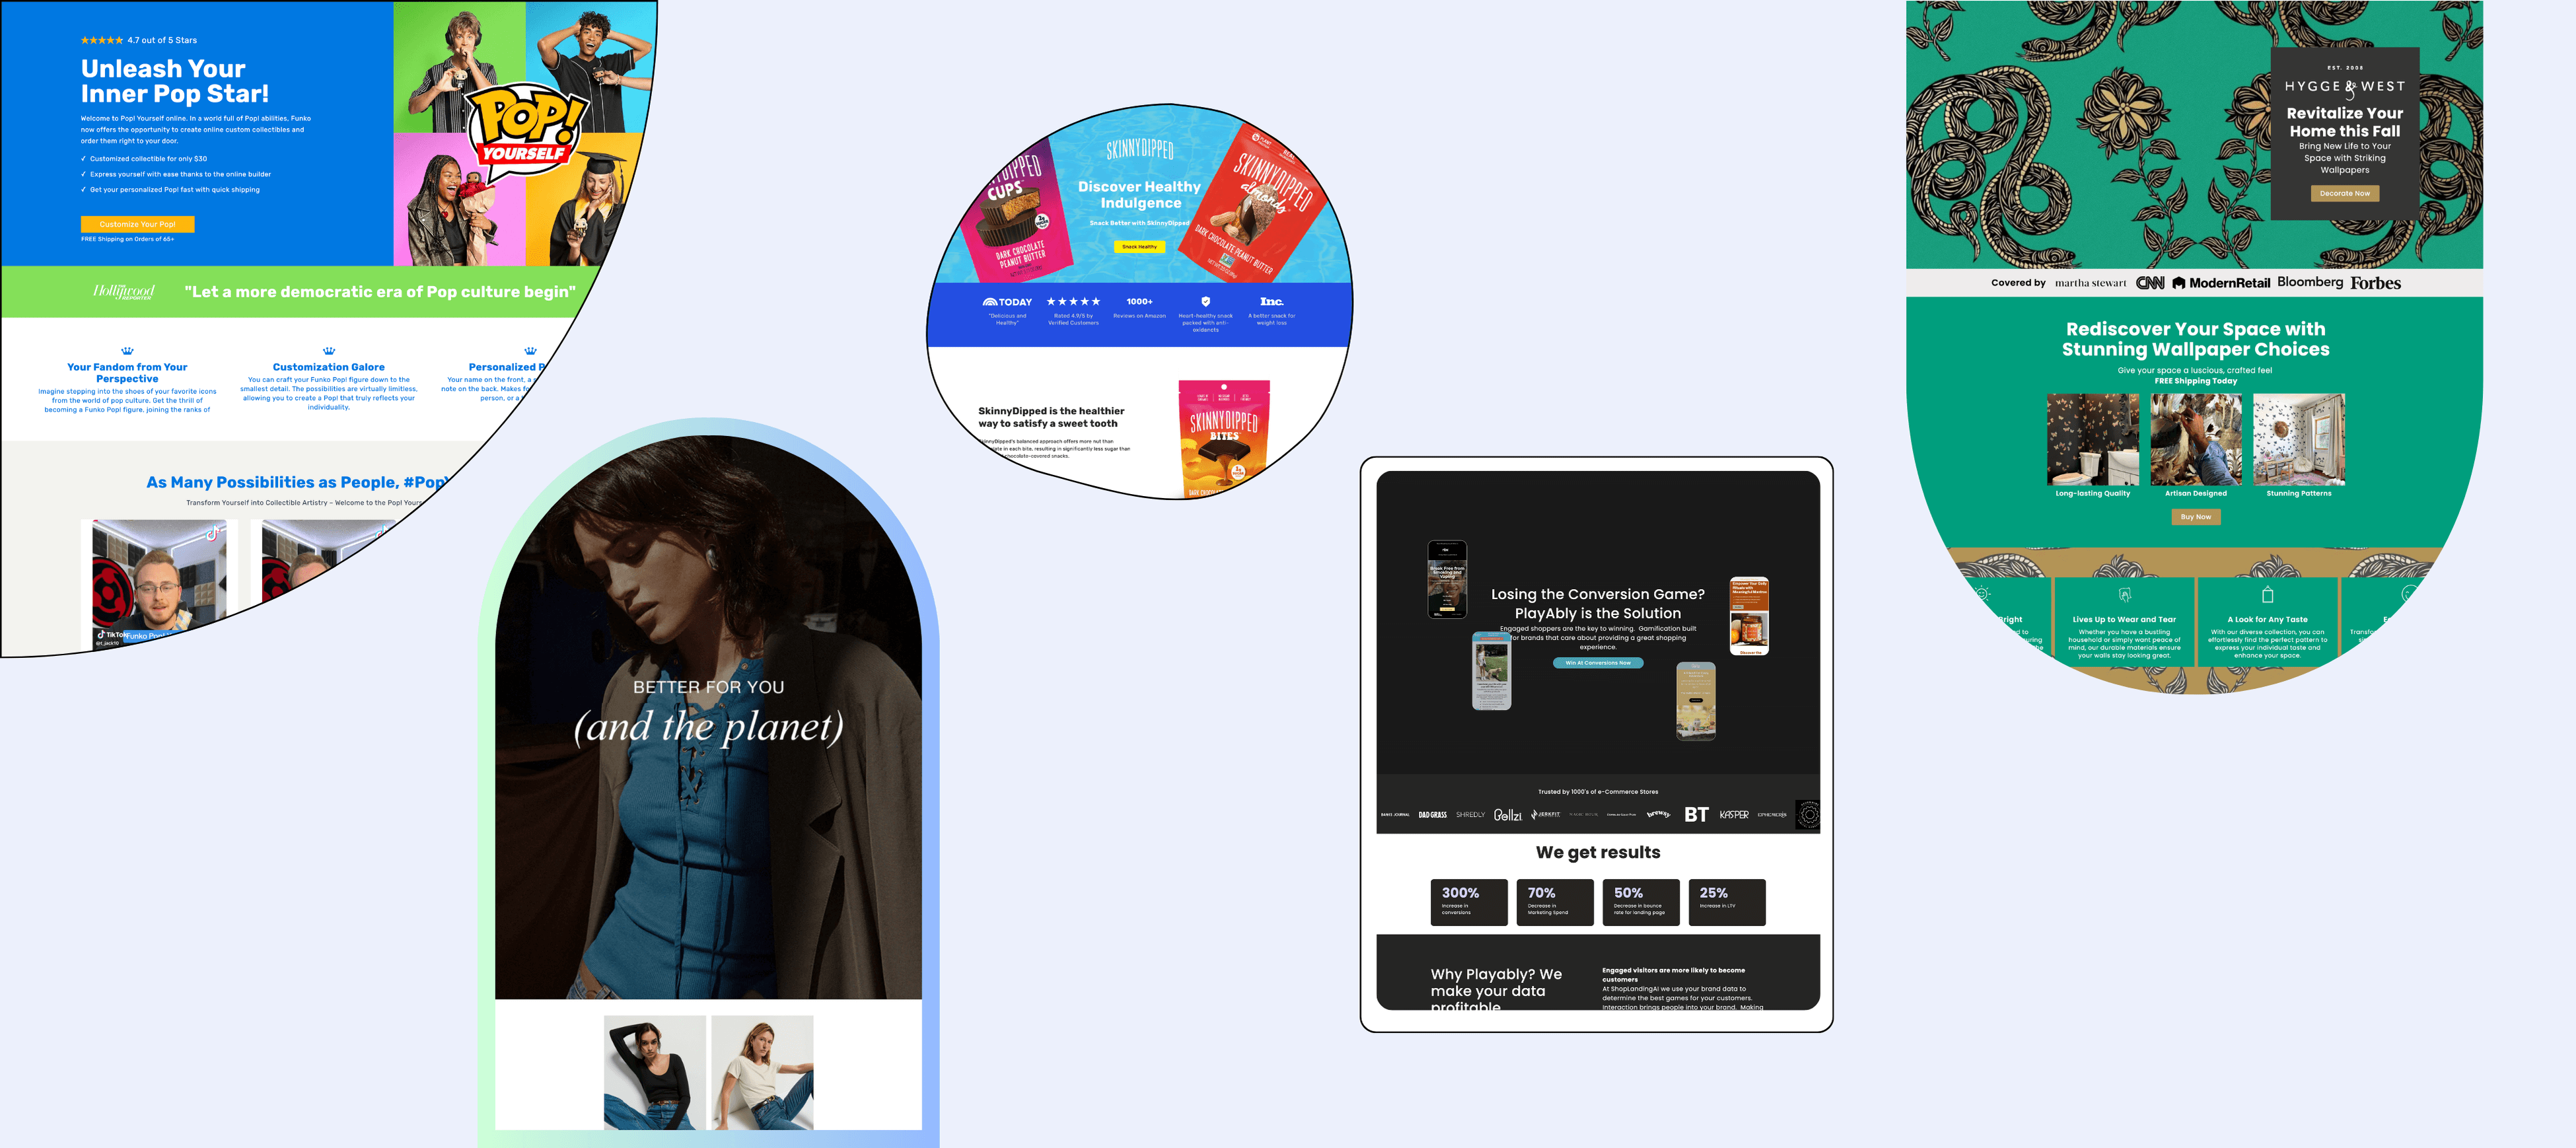 ★★★★★ 4.7 out of 5 Stars
Unleash Your
Inner Pop Star!
Welcome to Pop! Yourself online. In a world full of Pop! abilities, Funko
now offers the opportunity to create online custom collectibles and
order them right to your door.
✓ Customized collectible for only $30
✓ Express yourself with ease thanks to the online builder
✓ Get your personalized Pop! fast with quick shipping
Customize Your Pop!
FREE Shipping on Orders of 65+
POP!
YOURSELF
Hollywood
REPORTER
"Let a more democratic era of Pop culture begin"
Your Fandom from Your
Perspective
Imagine stepping into the shoes of your favorite icons
from the world of pop culture. Get the thrill of
becoming a Funko Pop! figure, joining the ranks of
Customization Galore
You can craft your Funko Pop! figure down to the
smallest detail. The possibilities are virtually limitless,
allowing you to create a Pop! that truly reflects your
individuality.
Personalized P
Your name on the front, a
note on the back. Makes fo
person, or a
As Many Possibilities as People, #Pop
Transform Yourself into Collectible Artistry – Welcome to the Pop! Yours
TikTok
Funko Pop!
BETTER FOR YOU
(and the planet)
SKINNYDIPPED
Discover Healthy
Indulgence
Snack Better with SkinnyDipped
Snack Healthy
CUPS
DARK CHOCOLATE
PEANUT BUTTER
SKINNYDIPPED
almonds
DARK CHOCOLATE PEANUT BUTTER
TODAY
"Delicious and
Healthy"
★★★★★
Rated 4.9/5 by
Verified Customers
1000+
Reviews on Amazon
Heart-healthy snack
packed with anti-
oxidansts
Inc.
A better snack for
weight loss
SkinnyDipped is the healthier
way to satisfy a sweet tooth
SkinnyDipped's balanced approach offers more nut than
in each bite, resulting in significantly less sugar than
chocolate-covered snacks.
SKINNYDIPPED
BITES
Break Free from
Smoking and
Vaping
Losing the Conversion Game?
PlayAbly is the Solution
Engaged shoppers are the key to winning. Gamification built
for brands that care about providing a great shopping
experience.
Win At Conversions Now
Trusted by 1000's of e-Commerce Stores
BANKS JOURNAL
DAD GRASS
SHREDLY
Bellzi
JERKFIT
BT
KASPER
EPHEMERIS
We get results
300%
Increase in
conversions
70%
Decrease in
Marketing Spend
50%
Decrease in bounce
rate for landing page
25%
Increase in LTV
Why Playably? We
make your data
profitable
Engaged visitors are more likely to become
customers
At ShopLandingAI we use your brand data to
determine the best games for your customers.
Interaction brings people into your brand. Making
EST. 2008
HYGGE & WEST
Revitalize Your
Home this Fall
Bring New Life to Your
Space with Striking
Wallpapers
Decorate Now
Covered by
martha stewart
CNN
ModernRetail
Bloomberg
Forbes
Rediscover Your Space with
Stunning Wallpaper Choices
Give your space a luscious, crafted feel
FREE Shipping Today
Long-lasting Quality
Artisan Designed
Stunning Patterns
Buy Now
Lives Up to Wear and Tear
Whether you have a bustling
household or simply want peace of
mind, our durable materials ensure
your walls stay looking great.
A Look for Any Taste
With our diverse collection, you can
effortlessly find the perfect pattern to
express your individual taste and
enhance your space.